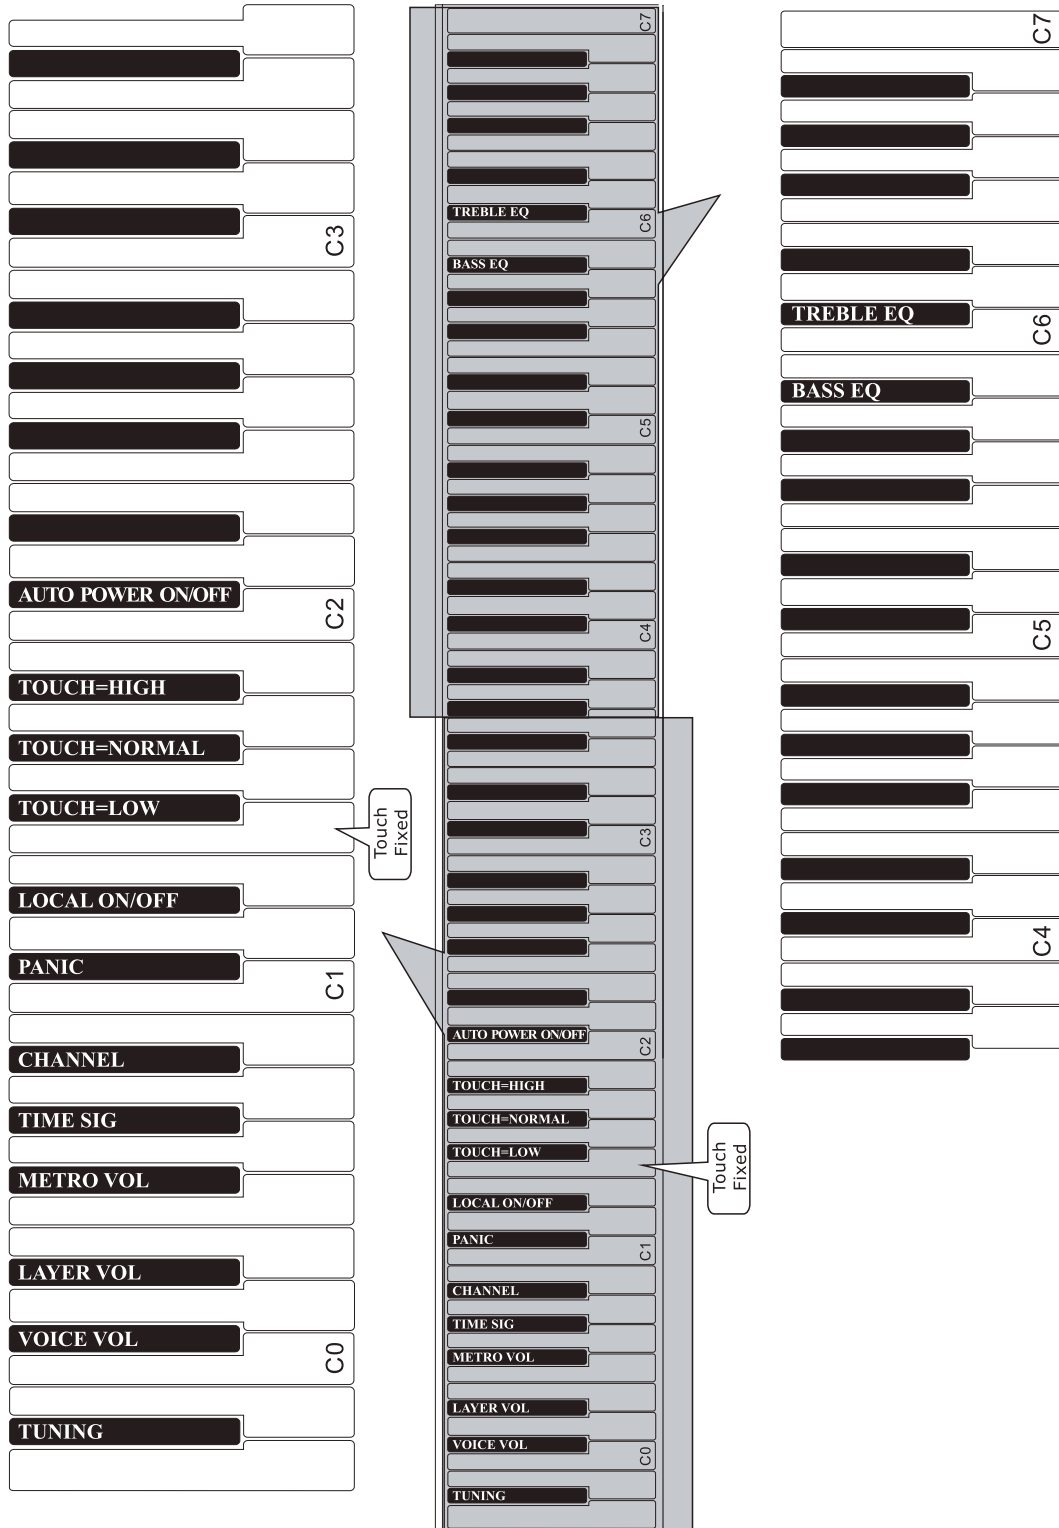 C3
AUTO POWER ON/OFF
C2
TOUCH=HIGH
TOUCH=NORMAL
TOUCH=LOW
Touch
Fixed
LOCAL ON/OFF
PANIC
C1
CHANNEL
TIME SIG
METRO VOL
LAYER VOL
VOICE VOL
C0
TUNING
C7
TREBLE EQ
C6
BASS EQ
C5
C4
C3
AUTO POWER ON/OFF
C2
TOUCH=HIGH
TOUCH=NORMAL
TOUCH=LOW
Touch
Fixed
LOCAL ON/OFF
PANIC
C1
CHANNEL
TIME SIG
METRO VOL
LAYER VOL
VOICE VOL
C0
TUNING
C7
TREBLE EQ
C6
BASS EQ
C5
C4